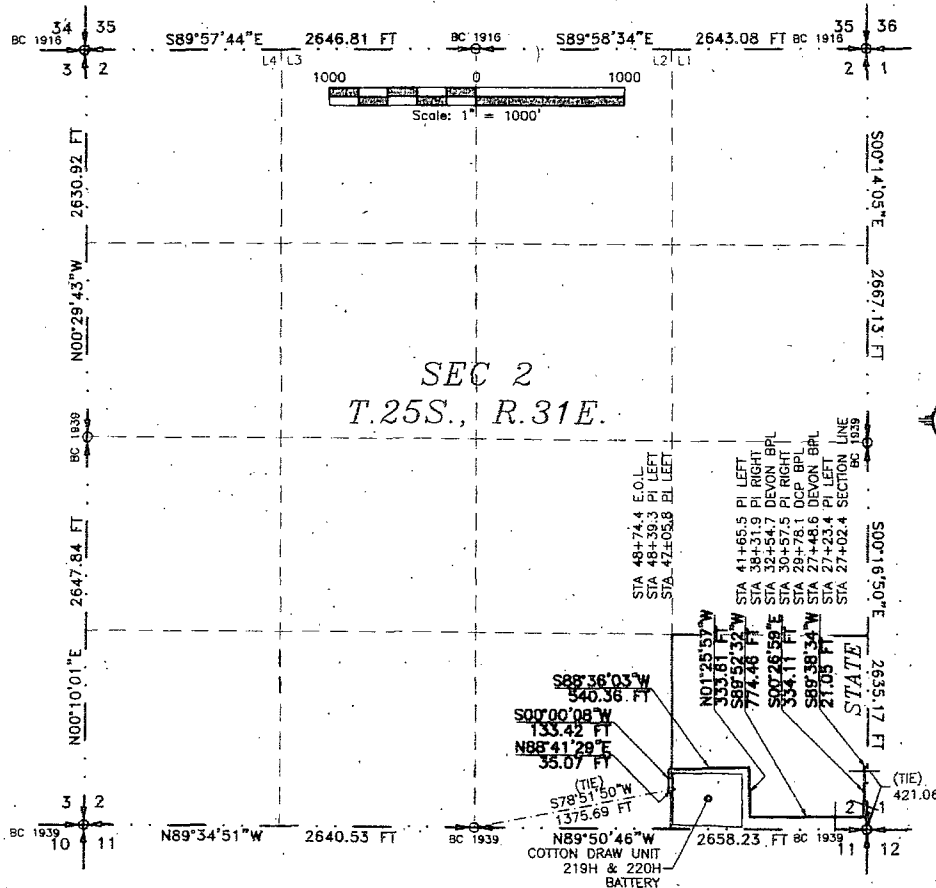 34 35
BC 1916
S89°57'44"E 2646.81 FT
BC 1916
S89°58'34"E 2643.08 FT
BC 1916
35 36
3 2
L4 L3
L2 L1
2 1
1000 0 1000
Scale: 1" = 1000'
N00°29'43"W 2630.92 FT
S00°14'05"E 2667.13 FT
SEC 2
T.25S., R.31E.
BC 1939
BC 1939
STA 48+74.4 E.O.L.
STA 48+39.3 PI LEFT
STA 47+05.8 PI LEFT
STA 41+65.5 PI LEFT
STA 38+31.9 PI RIGHT
STA 32+54.7 DEVON BPL
STA 30+57.5 PI RIGHT
STA 29+78.1 DCP BPL
STA 27+48.6 DEVON BPL
STA 27+23.4 PI LEFT
STA 27+02.4 SECTION LINE
N00°10'01"E 2647.84 FT
S00°16'50"E 2635.17 FT
N01°25'57"W
333.61 FT
S89°52'32"W
774.46 FT
S00°26'59"E
334.11 FT
S89°38'34"W
21.05 FT
STATE
S88°36'03"W
540.36 FT
S00°00'08"W
133.42 FT
N88°41'29"E
35.07 FT
(TIE)
S78°51'50"W
1375.69 FT
(TIE)
421.06
3 2
BC 1939
10 11
N89°34'51"W 2640.53 FT
BC 1939
N89°50'46"W 2658.23 FT
BC 1939
2 1
11 12
COTTON DRAW UNIT
219H & 220H
BATTERY